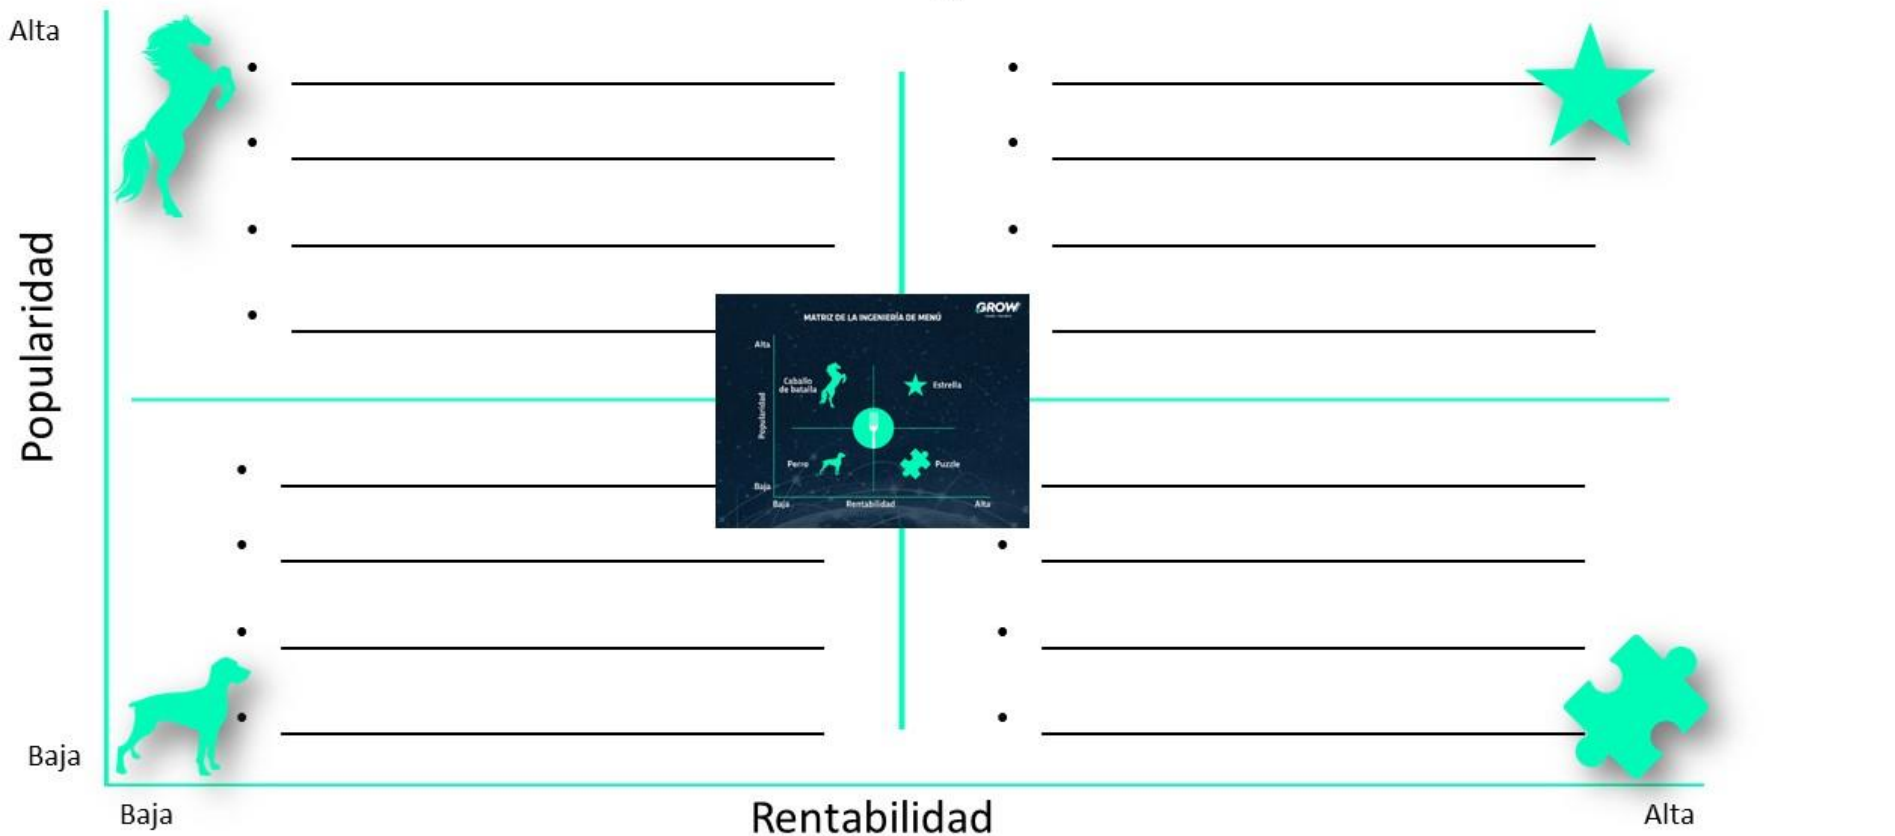 Alta
Popularidad
GROW
MATRIZ DE LA INGENIERÍA DE MENÚ
Alta
Caballo
de batalla
Estrella
Popularidad
Perro
Puzzle
Baja
Baja
Rentabilidad
Alta
Baja
Baja
Rentabilidad
Alta